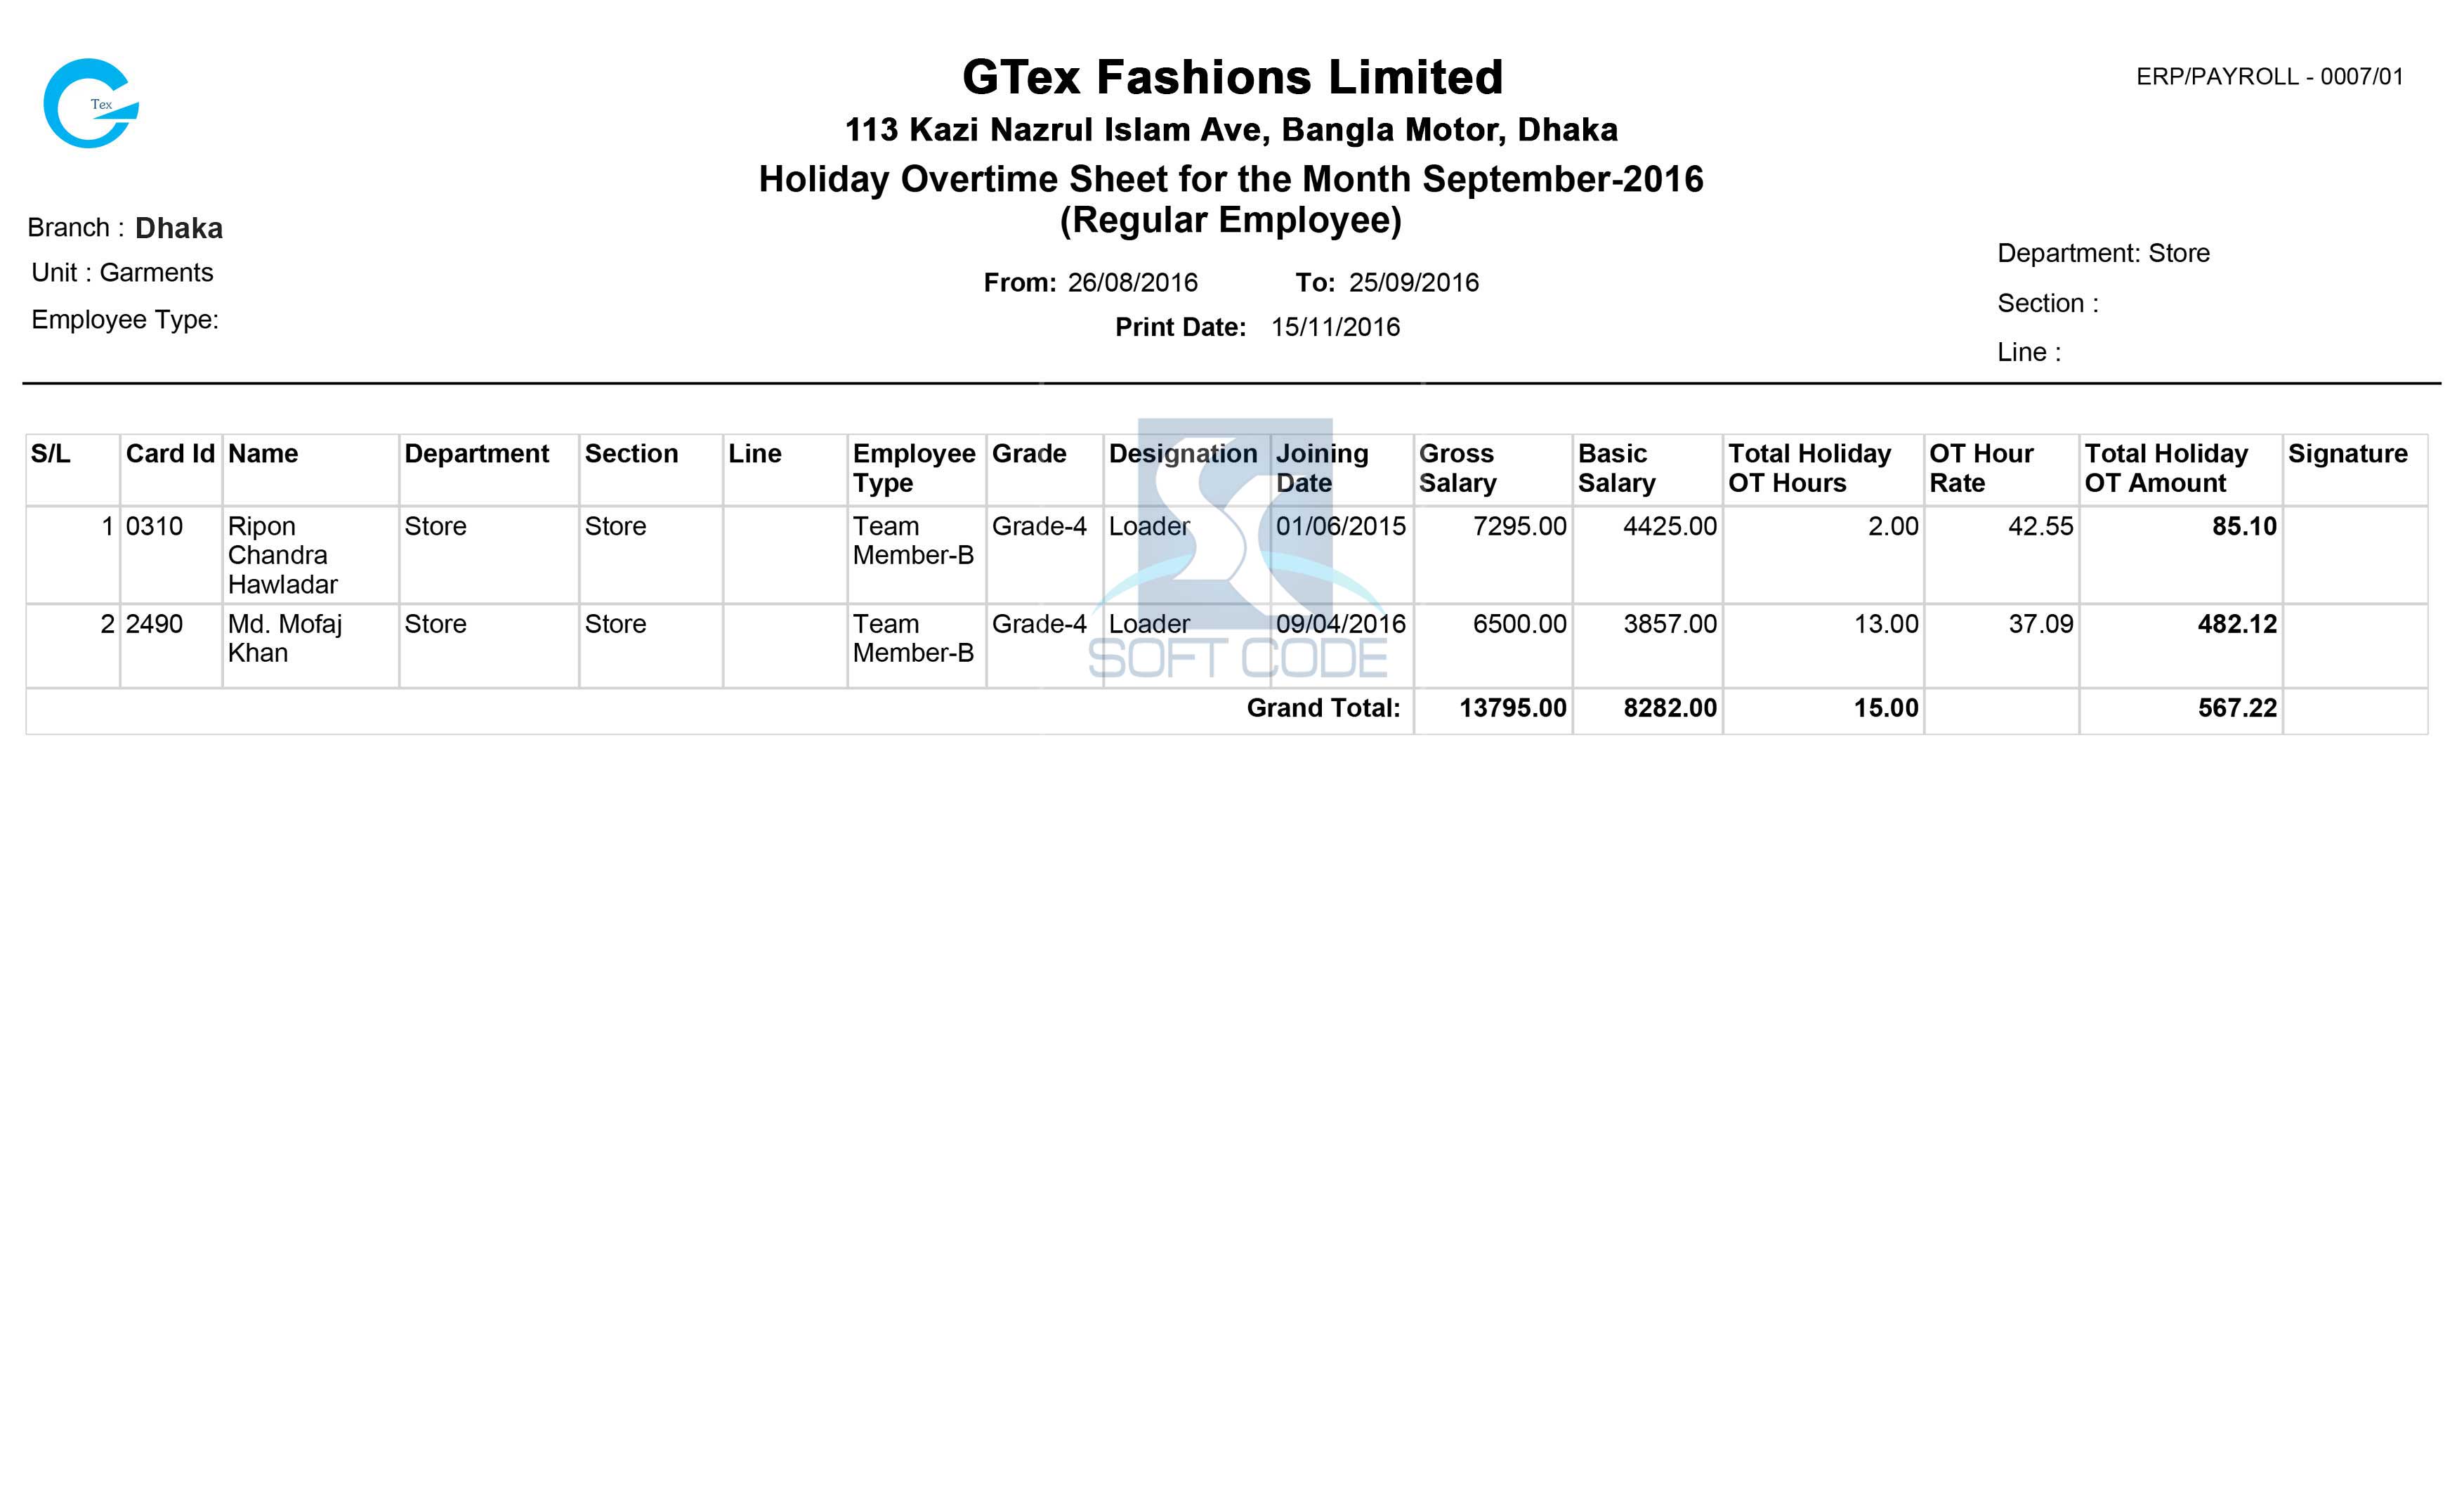 Tex
GTex Fashions Limited
ERP/PAYROLL - 0007/01
113 Kazi Nazrul Islam Ave, Bangla Motor, Dhaka
Holiday Overtime Sheet for the Month September-2016
(Regular Employee)
Branch : Dhaka
Unit : Garments
Employee Type:
From: 26/08/2016 To: 25/09/2016
Print Date: 15/11/2016
Department: Store
Section :
Line :
S/L Card Id Name Department Section Line Employee Type Grade Designation Joining Date Gross Salary Basic Salary Total Holiday OT Hours OT Hour Rate Total Holiday OT Amount Signature
1 0310 Ripon Chandra Hawladar Store Store Team Member-B Grade-4 Loader 01/06/2015 7295.00 4425.00 2.00 42.55 85.10
2 2490 Md. Mofaj Khan Store Store Team Member-B Grade-4 Loader 09/04/2016 6500.00 3857.00 13.00 37.09 482.12
Grand Total: 13795.00 8282.00 15.00 567.22
SOFT CODE